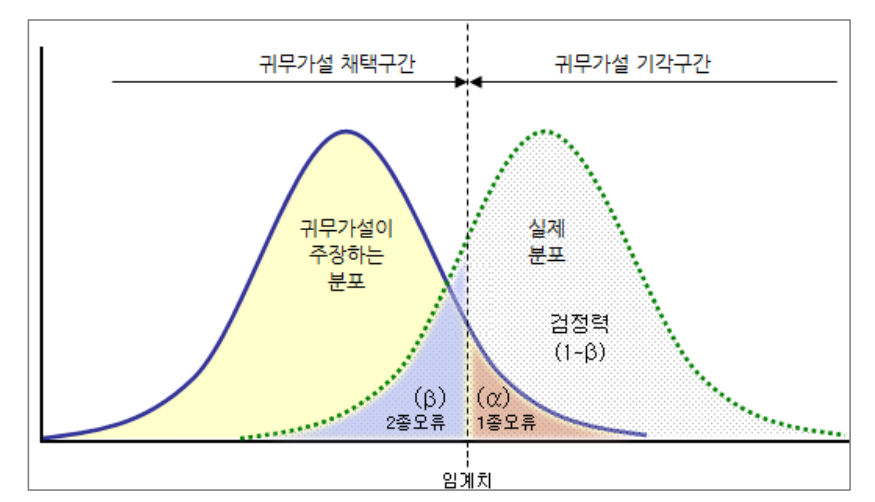 귀무가설 채택구간
귀무가설 기각구간
귀무가설이
주장하는
분포
실제
분포
검정력
(1-β)
(β)
2종오류
(α)
1종오류
임계치